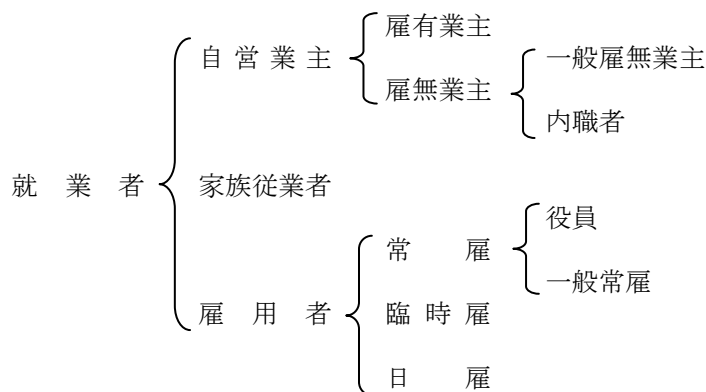 雇有業主
自営業主
一般雇無業主
雇無業主
内職者
就業者
家族従業者
役員
常雇
一般常雇
雇用者
臨時雇
日雇